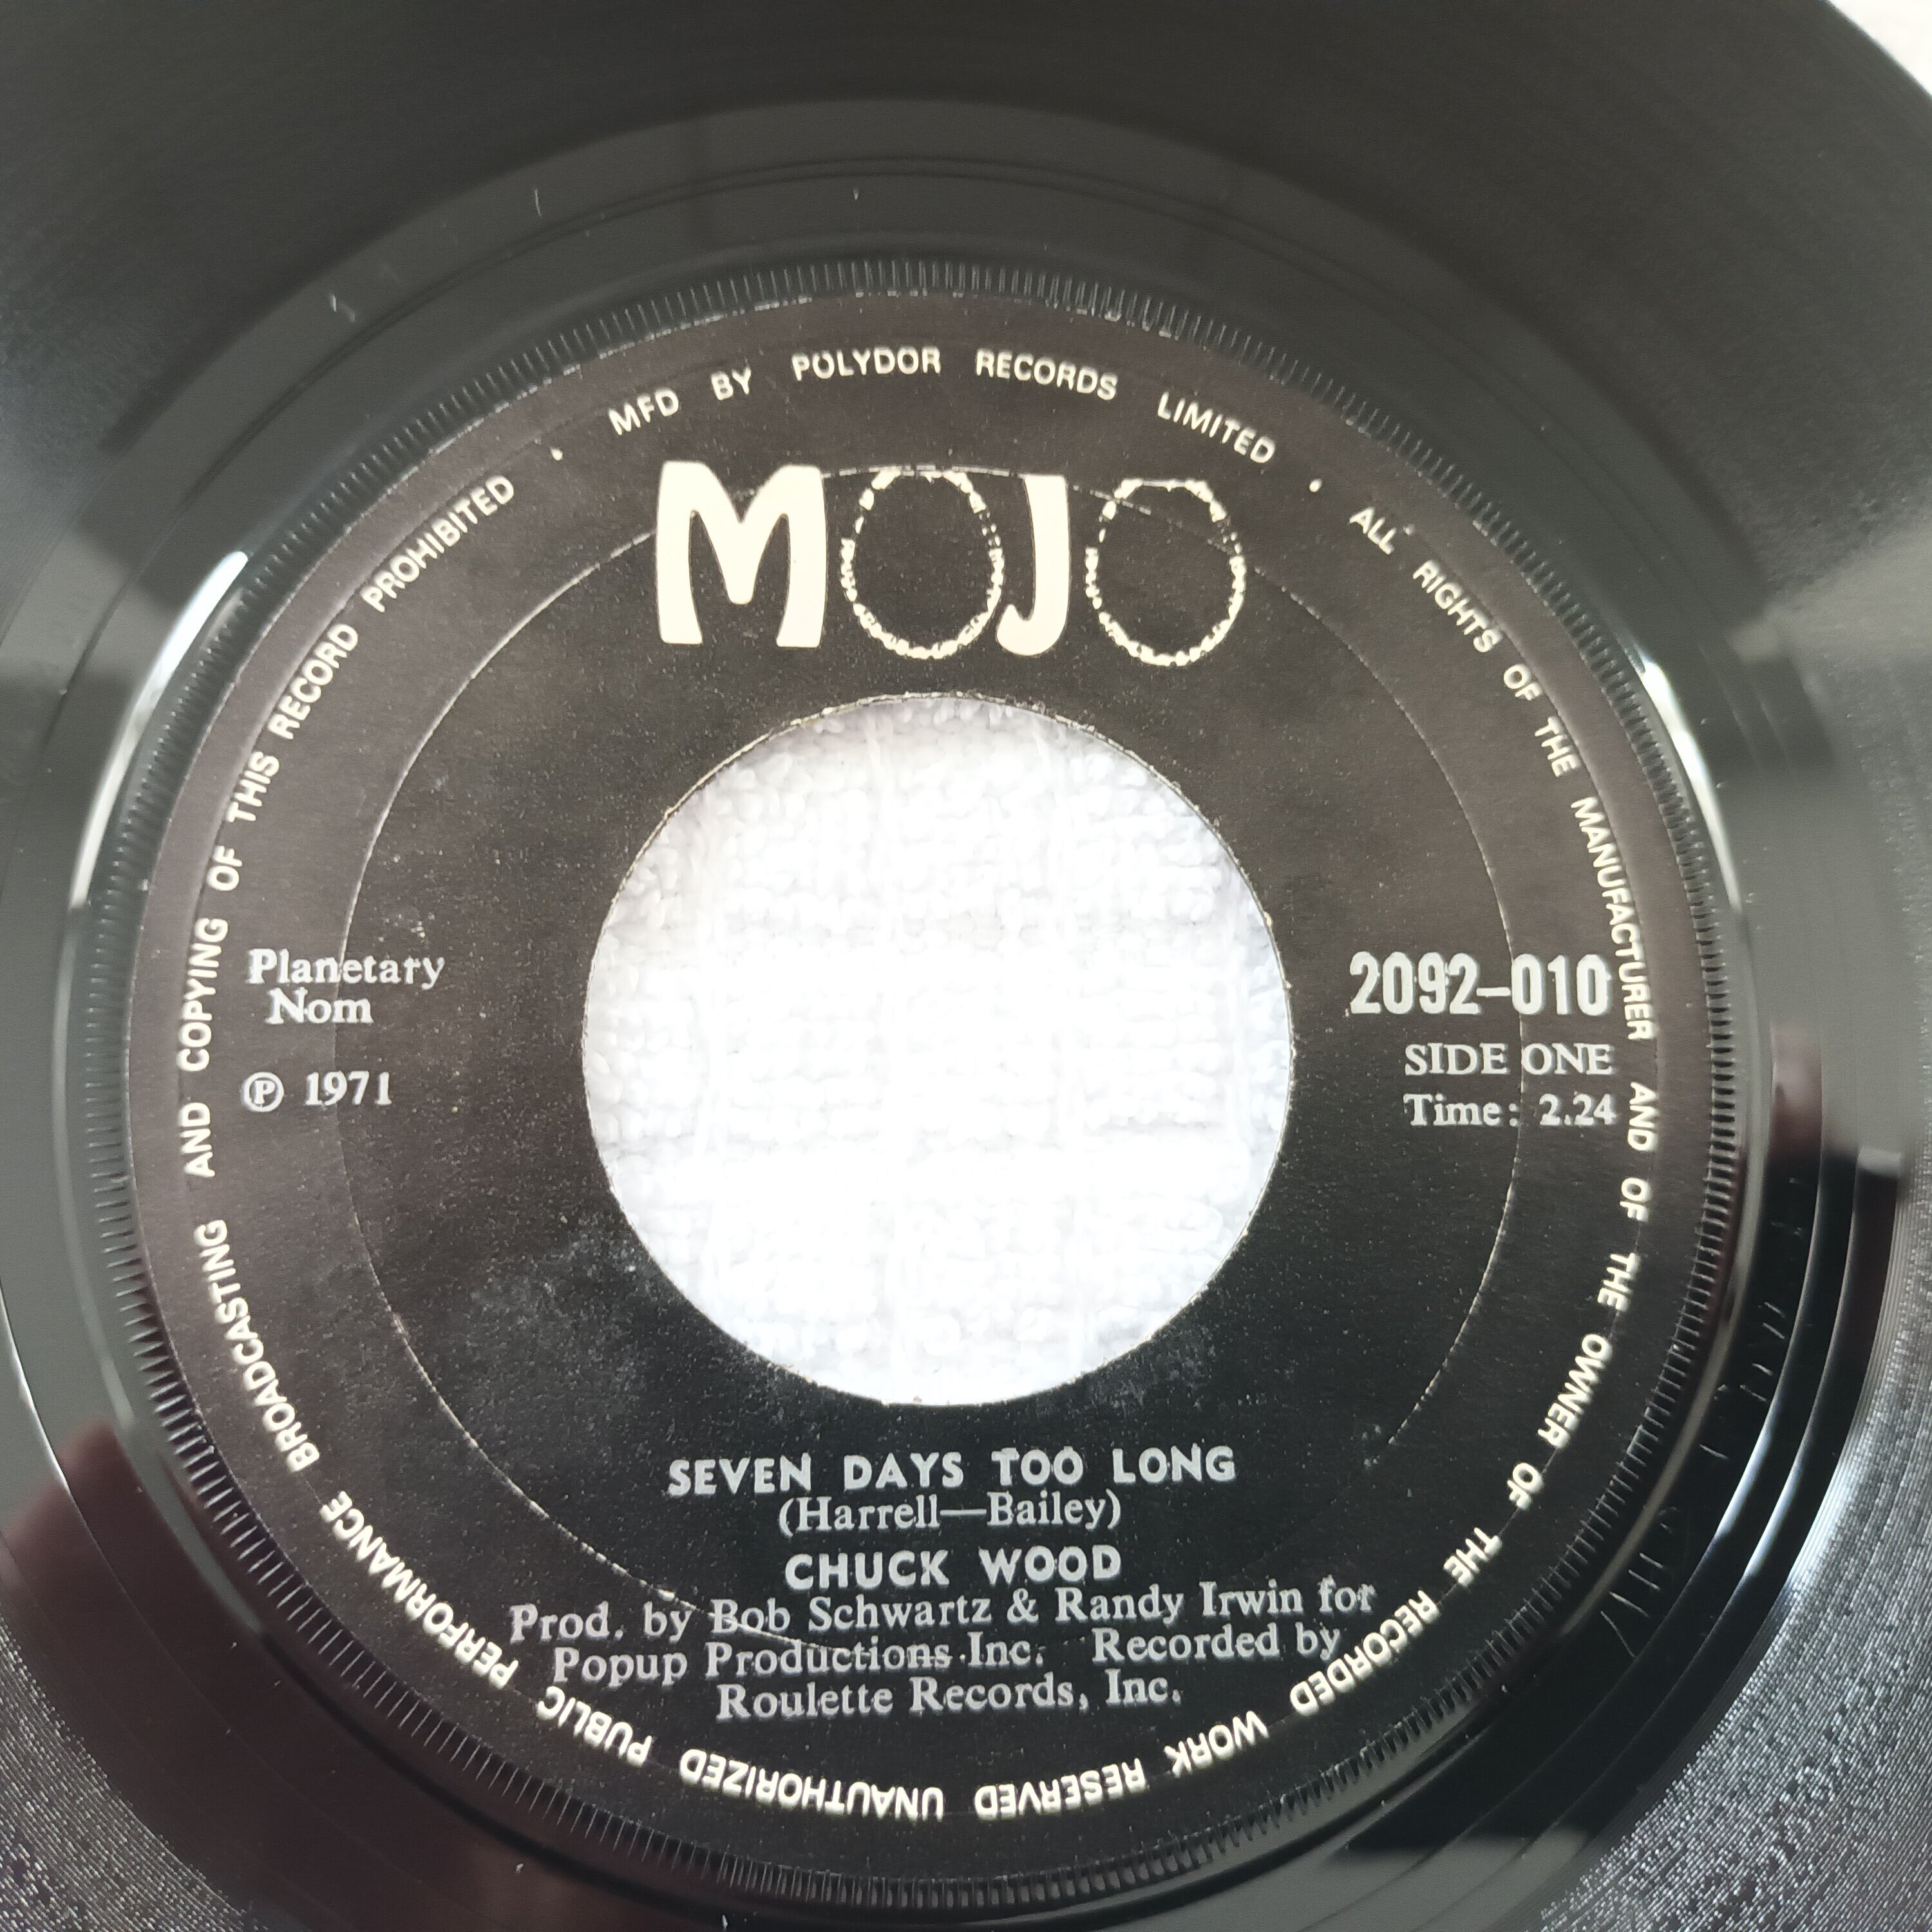 MFD BY POLYDOR RECORDS LIMITED · ALL RIGHTS OF THE MANUFACTURER AND OF THE OWNER OF THE RECORDED WORK RESERVED UNAUTHORIZED PUBLIC PERFORMANCE BROADCASTING AND COPYING OF THIS RECORD PROHIBITED ·
MOJO
Planetary
Nom
℗ 1971
2092-010
SIDE ONE
Time: 2.24
SEVEN DAYS TOO LONG
(Harrell—Bailey)
CHUCK WOOD
Prod. by Bob Schwartz & Randy Irwin for
Popup Productions Inc. Recorded by
Roulette Records, Inc.